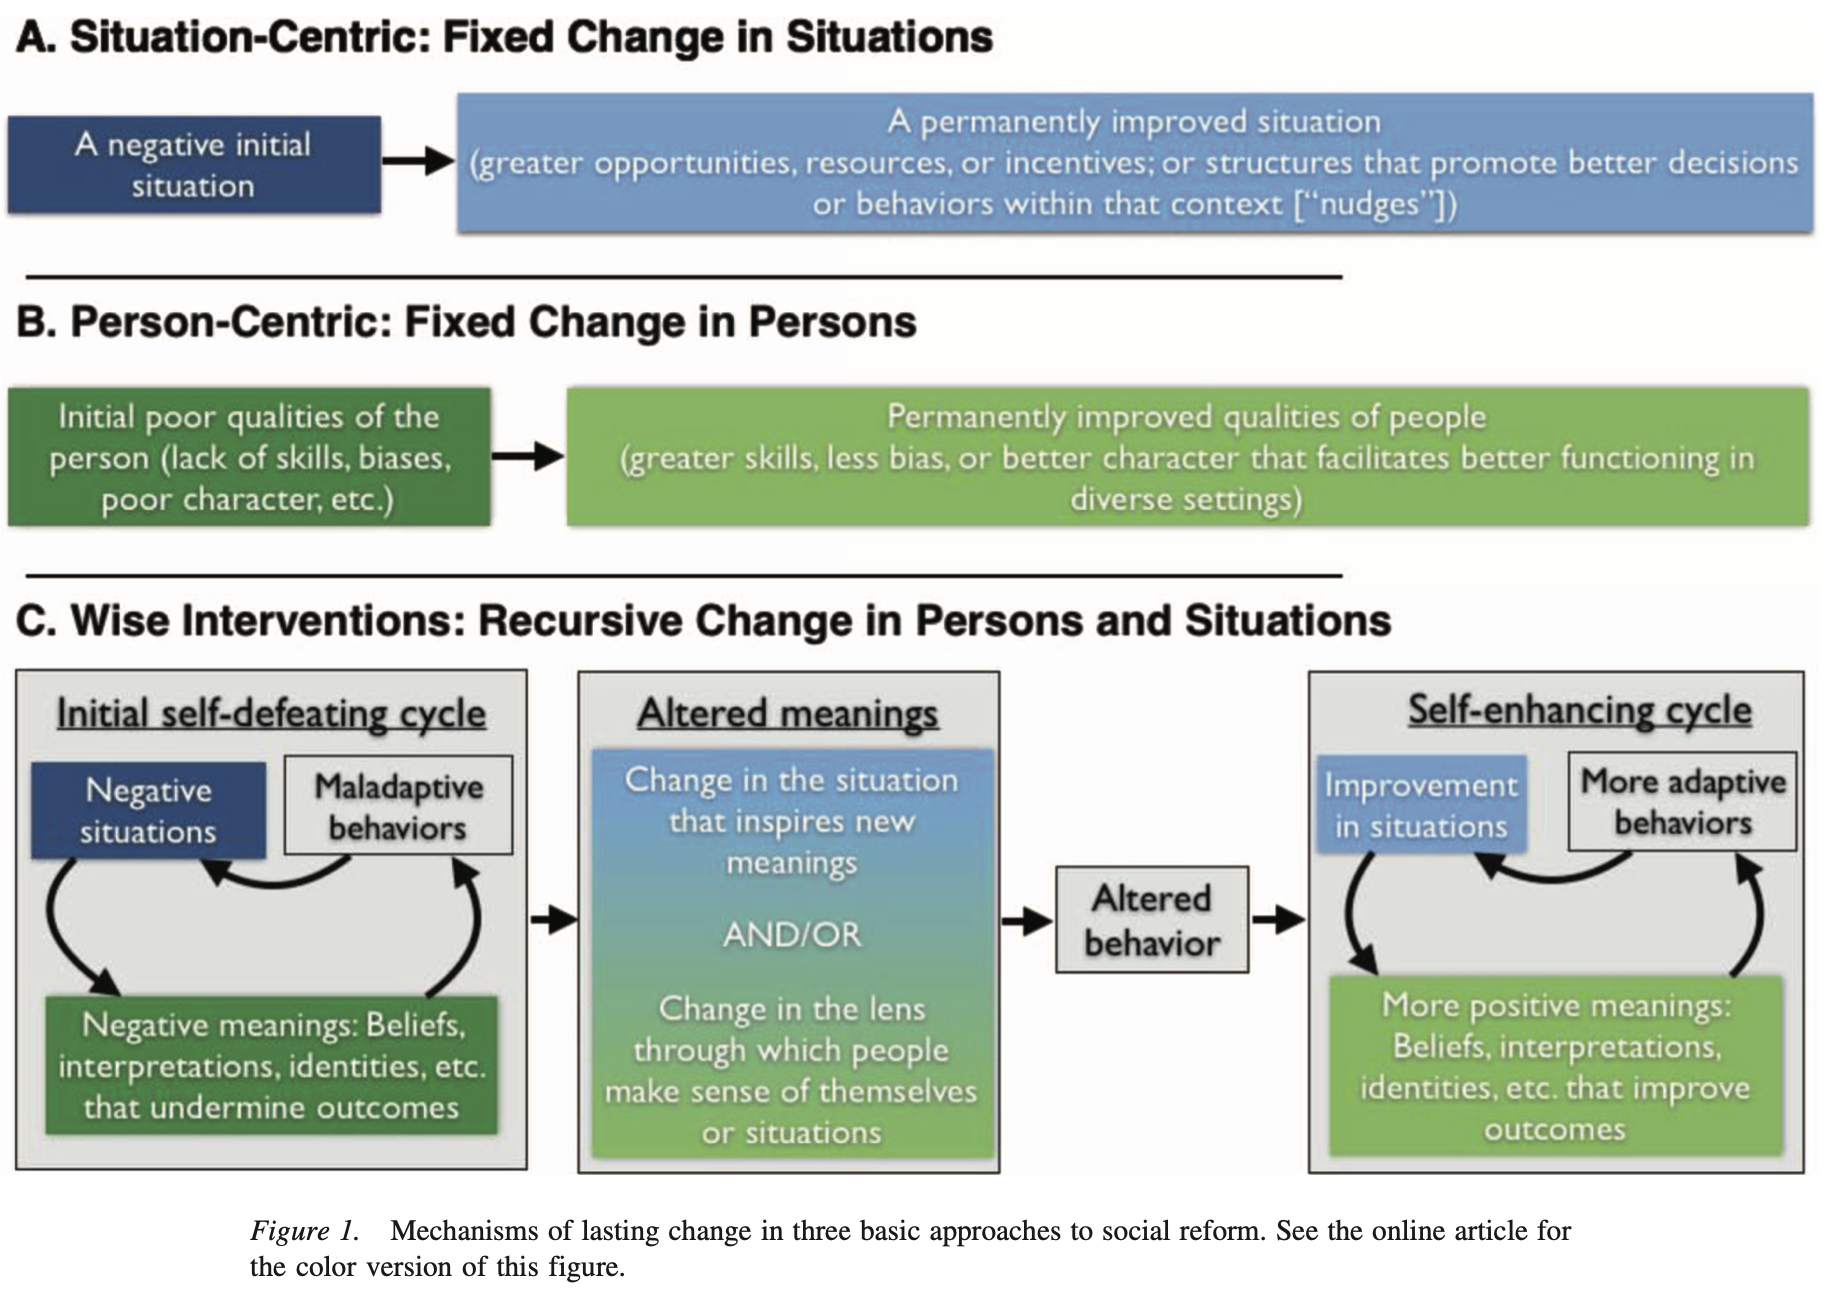 A. Situation-Centric: Fixed Change in Situations
A negative initial
situation
A permanently improved situation
(greater opportunities, resources, or incentives; or structures that promote better decisions
or behaviors within that context [“nudges”])
B. Person-Centric: Fixed Change in Persons
Initial poor qualities of the
person (lack of skills, biases,
poor character, etc.)
Permanently improved qualities of people
(greater skills, less bias, or better character that facilitates better functioning in
diverse settings)
C. Wise Interventions: Recursive Change in Persons and Situations
Initial self-defeating cycle
Negative
situations
Maladaptive
behaviors
Negative meanings: Beliefs,
interpretations, identities, etc.
that undermine outcomes
Altered meanings
Change in the situation
that inspires new
meanings
AND/OR
Change in the lens
through which people
make sense of themselves
or situations
Altered
behavior
Self-enhancing cycle
Improvement
in situations
More adaptive
behaviors
More positive meanings:
Beliefs, interpretations,
identities, etc. that improve
outcomes
Figure 1. Mechanisms of lasting change in three basic approaches to social reform. See the online article for
the color version of this figure.